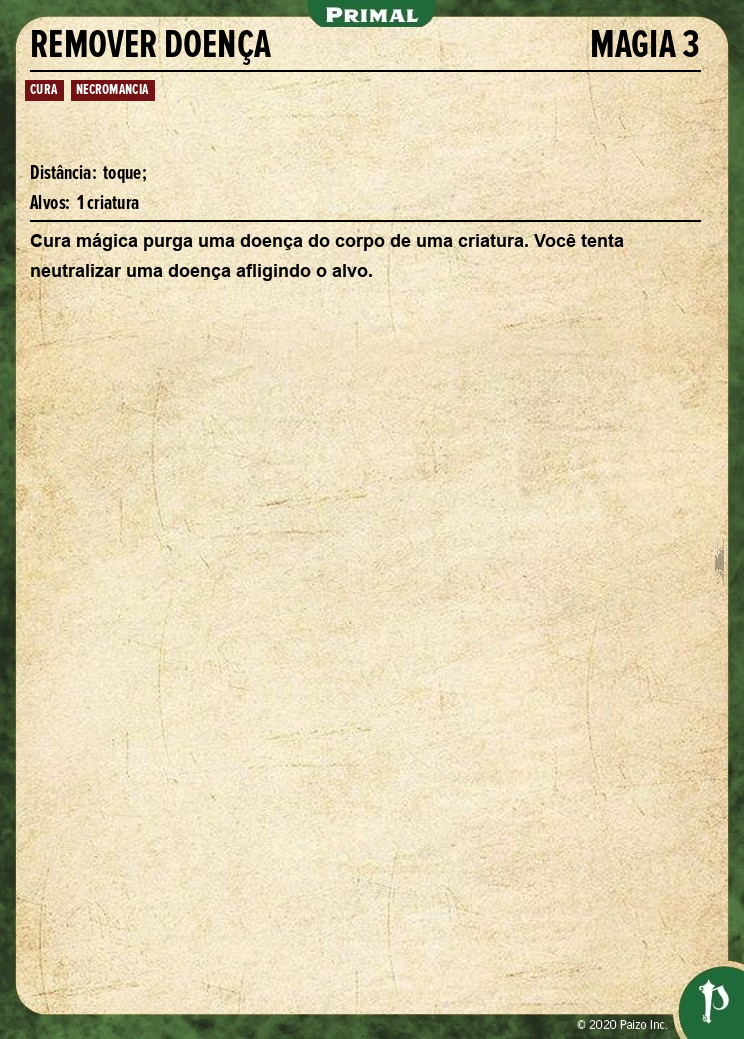 PRIMAL
REMOVER DOENÇA MAGIA 3
CURA NECROMANCIA
Distância: toque;
Alvos: 1 criatura
Cura mágica purga uma doença do corpo de uma criatura. Você tenta
neutralizar uma doença afligindo o alvo.
© 2020 Paizo Inc.